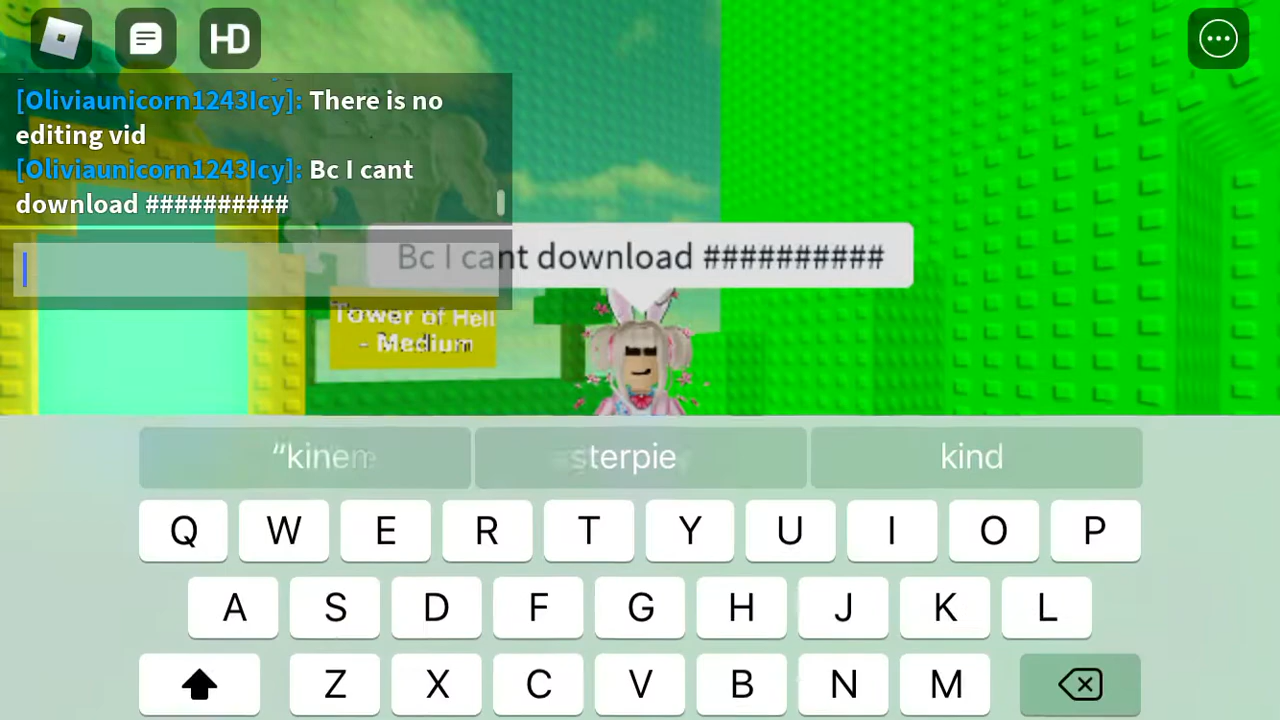 HD
[Oliviaunicorn1243Icy]: There is no
editing vid
[Oliviaunicorn1243Icy]: Bc I cant
download ##########
Bc I cant download ##########
Tower of Hell
- Medium
"kinem
sterpie
kind
Q W E R T Y U I O P
A S D F G H J K L
Z X C V B N M